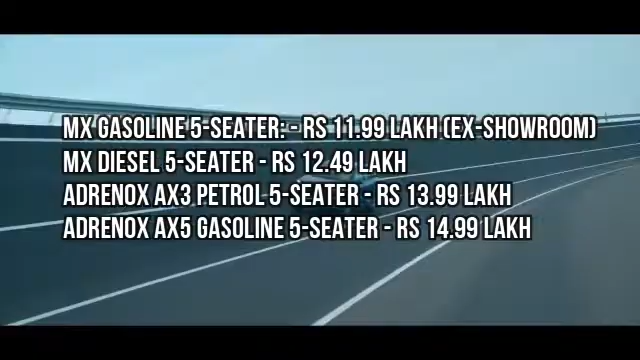 MX GASOLINE 5-SEATER: - RS 11.99 LAKH (EX-SHOWROOM)
MX DIESEL 5-SEATER - RS 12.49 LAKH
ADRENOX AX3 PETROL 5-SEATER - RS 13.99 LAKH
ADRENOX AX5 GASOLINE 5-SEATER - RS 14.99 LAKH